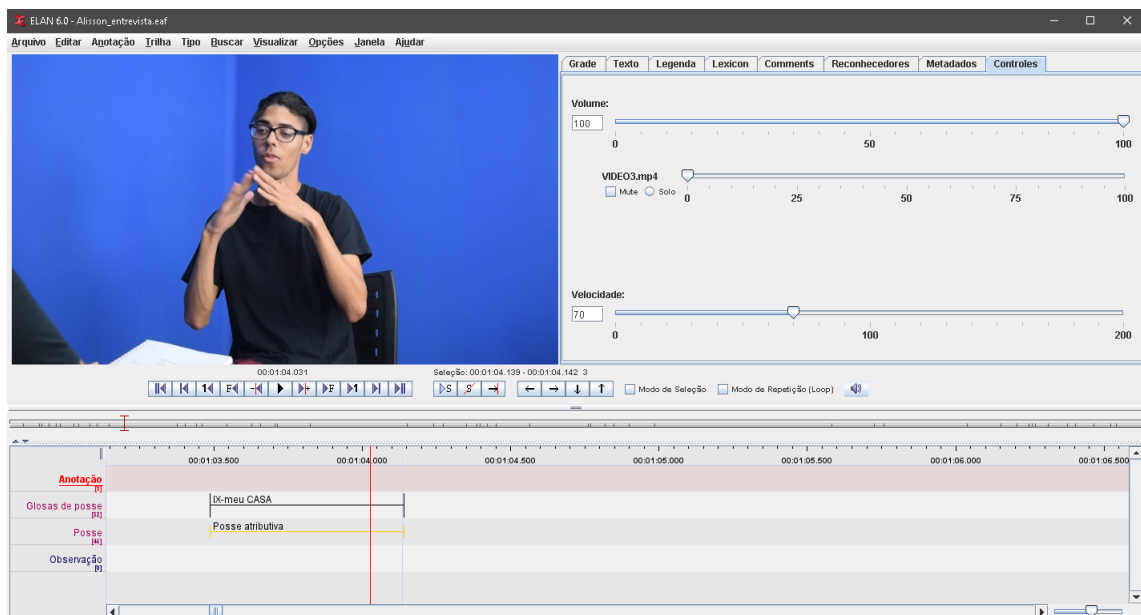 ELAN 6.0 - Alisson_entrevista.eaf
Arquivo Editar Anotação Trilha Tipo Buscar Visualizar Opções Janela Ajudar
Grade Texto Legenda Lexicon Comments Reconhecedores Metadados Controles
Volume:
100
0 50 100
VIDEO3.mp4
Mute Solo
0 25 50 75 100
Velocidade:
70
0 100 200
00:01:04.031
Seleção: 00:01:04.139 - 00:01:04.142 3
1 F + F 1
S S
Modo de Seleção Modo de Repetição (Loop)
00:01:03.500 00:01:04.000 00:01:04.500 00:01:05.000 00:01:05.500 00:01:06.000 00:01:06.500
Anotação
Glosas de posse
[52]
IX-meu CASA
Posse
Posse atributiva
Observação